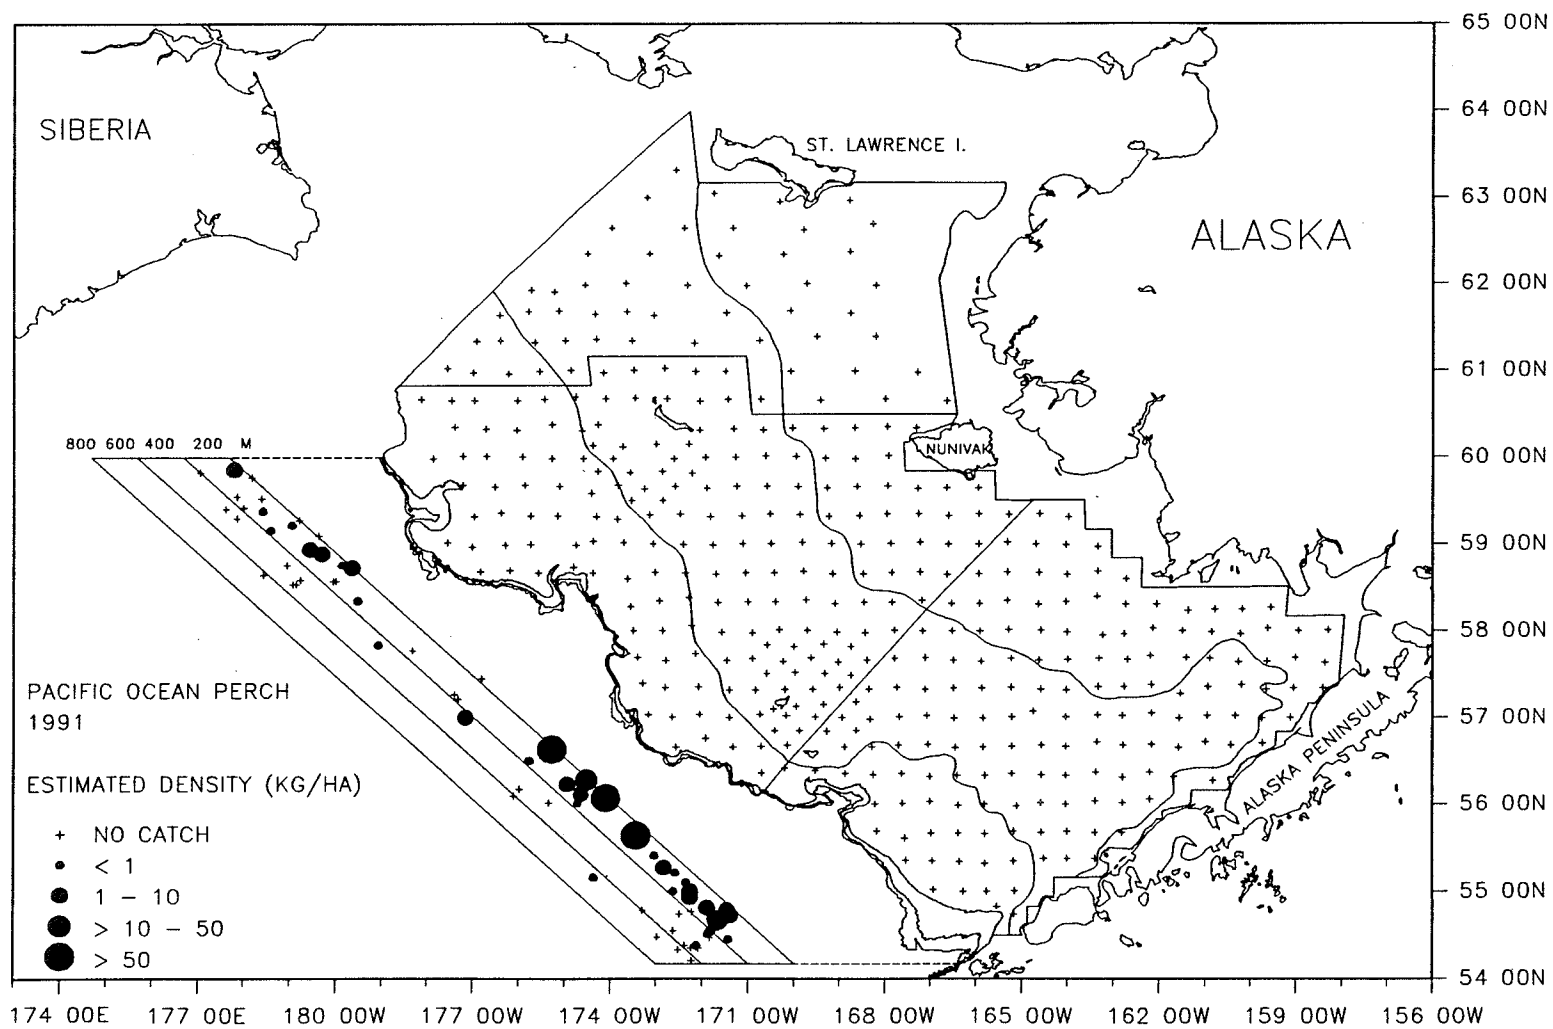 65 00N
64 00N
SIBERIA
ST. LAWRENCE I.
63 00N
ALASKA
62 00N
61 00N
800 600 400 200 M
NUNIVAK
60 00N
59 00N
58 00N
PACIFIC OCEAN PERCH
1991
57 00N
ALASKA PENINSULA
ESTIMATED DENSITY (KG/HA)
56 00N
+ NO CATCH
< 1
1 – 10
55 00N
> 10 – 50
> 50
54 00N
174 00E 177 00E 180 00W 177 00W 174 00W 171 00W 168 00W 165 00W 162 00W 159 00W 156 00W